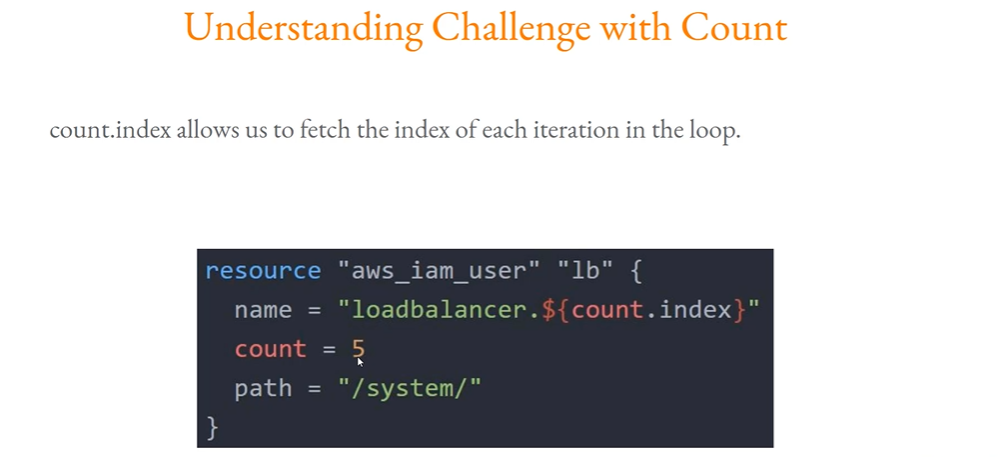 Understanding Challenge with Count
count.index allows us to fetch the index of each iteration in the loop.
resource "aws_iam_user" "lb" {
  name = "loadbalancer.${count.index}"
  count = 5
  path = "/system/"
}